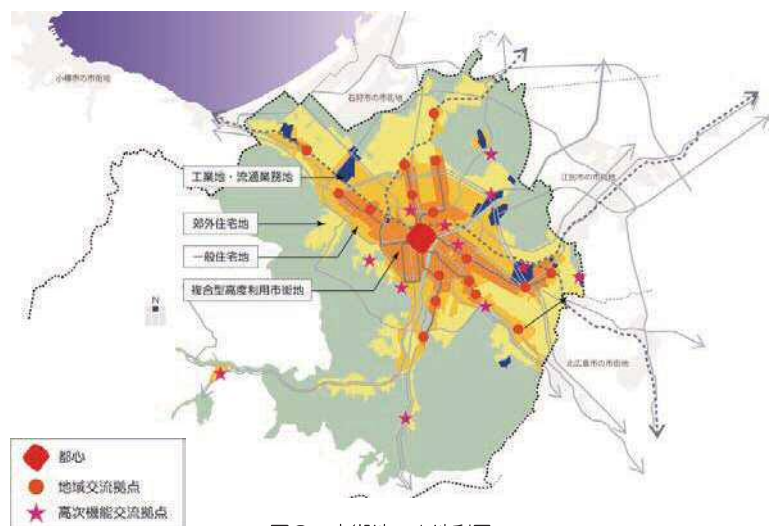 小樽市の市街地
石狩市の市街地
江別市の市街地
工業地・流通業務地
郊外住宅地
一般住宅地
複合型高度利用市街地
N
北広島市の市街地
都心
地域交流拠点
高次機能交流拠点